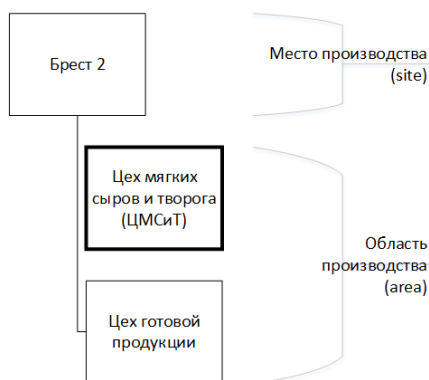 Брест 2
Место производства
(site)
Цех мягких
сыров и творога
(ЦМСиТ)
Область
производства
(area)
Цех готовой
продукции